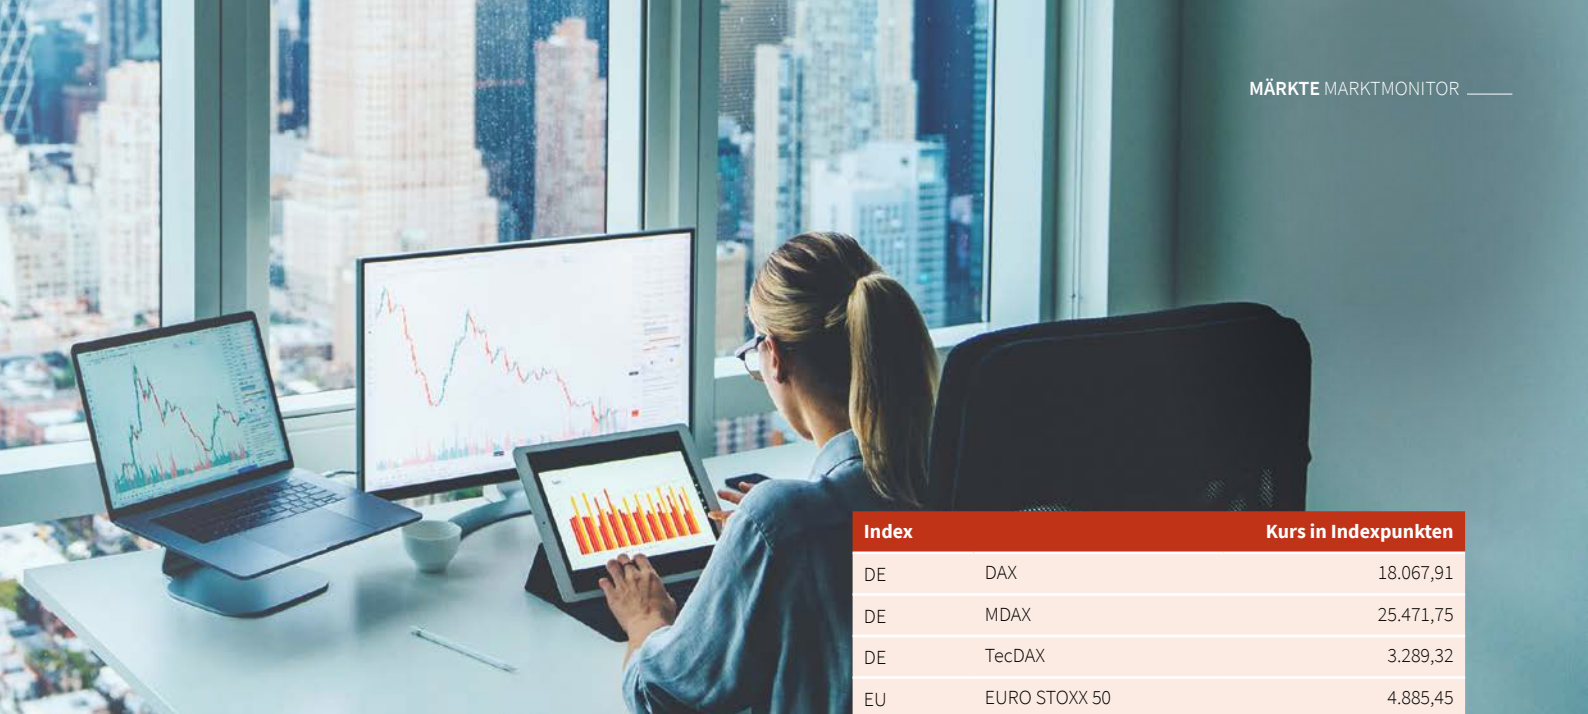 MÄRKTE MARKTMONITOR
Index Kurs in Indexpunkten
DE DAX 18.067,91
DE MDAX 25.471,75
DE TecDAX 3.289,32
EU EURO STOXX 50 4.885,45